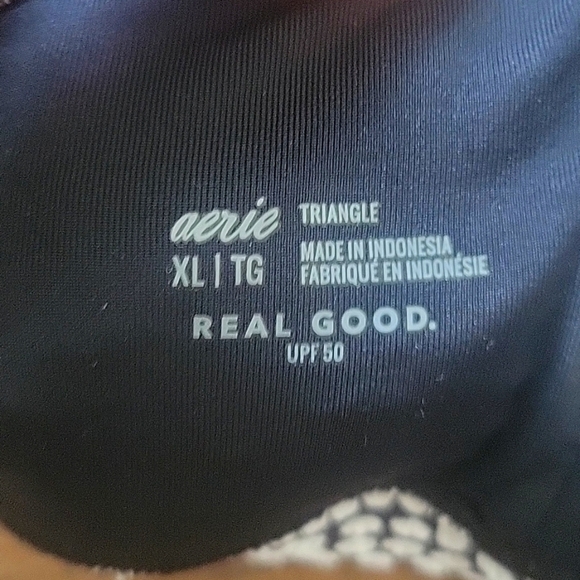 aerie TRIANGLE
XL | TG MADE IN INDONESIA
FABRIQUÉ EN INDONÉSIE
REAL GOOD.
UPF 50